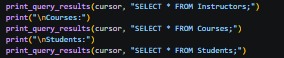 print_query_results(cursor, "SELECT * FROM Instructors;")
print("\nCourses:")
print_query_results(cursor, "SELECT * FROM Courses;")
print("\nStudents:")
print_query_results(cursor, "SELECT * FROM Students;")